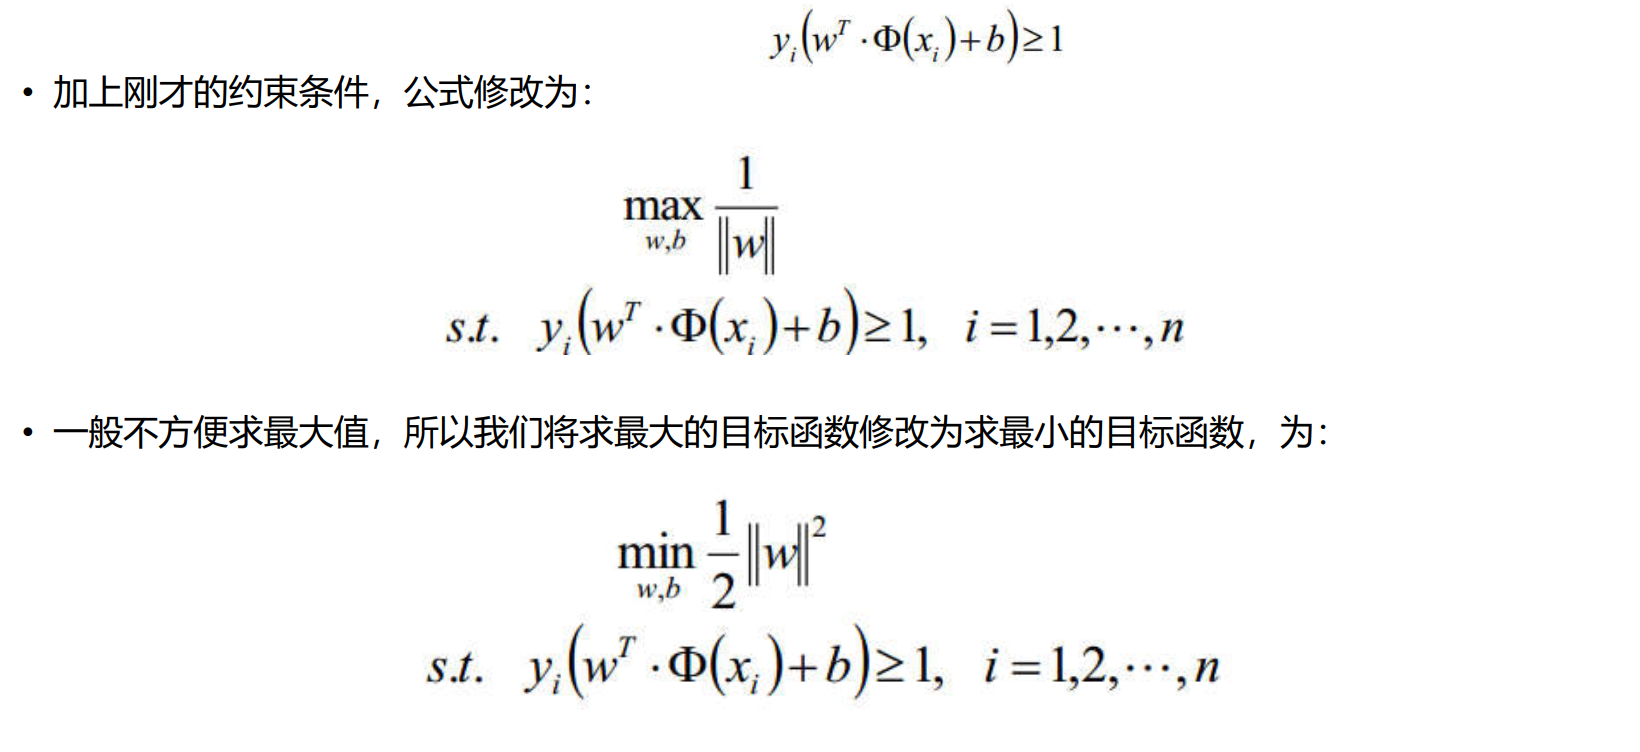 yᵢ(wᵀ·Φ(xᵢ)+b)≥1
• 加上刚才的约束条件，公式修改为：
max_{w,b} 1/‖w‖
s.t. yᵢ(wᵀ·Φ(xᵢ)+b)≥1, i=1,2,⋯,n
• 一般不方便求最大值，所以我们将求最大的目标函数修改为求最小的目标函数，为：
min_{w,b} 1/2‖w‖²
s.t. yᵢ(wᵀ·Φ(xᵢ)+b)≥1, i=1,2,⋯,n